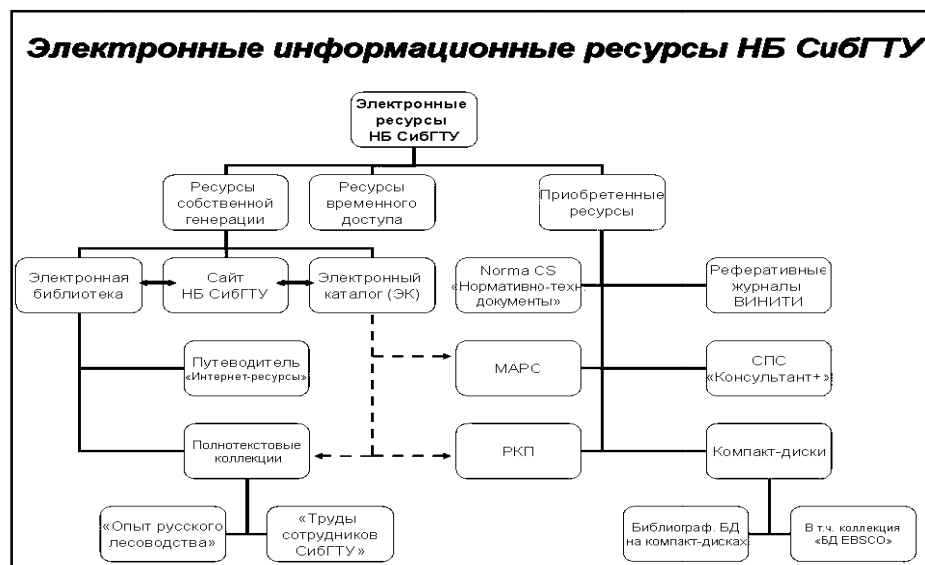 Электронные информационные ресурсы НБ СибГТУ
Электронные
ресурсы
НБ СибГТУ
Ресурсы
собственной
генерации
Ресурсы
временного
доступа
Приобретенные
ресурсы
Электронная
библиотека
Сайт
НБ СибГТУ
Электронный
каталог (ЭК)
Norma CS
«Нормативно-техн.
документы»
Реферативные
журналы
ВИНИТИ
Путеводитель
«Интернет-ресурсы»
МАРС
СПС
«Консультант+»
Полнотекстовые
коллекции
РКП
Компакт-диски
«Опыт русского
лесоводства»
«Труды
сотрудников
СибГТУ»
Библиограф. БД
на компакт-дисках
В т.ч. коллекция
«БД EBSCO»